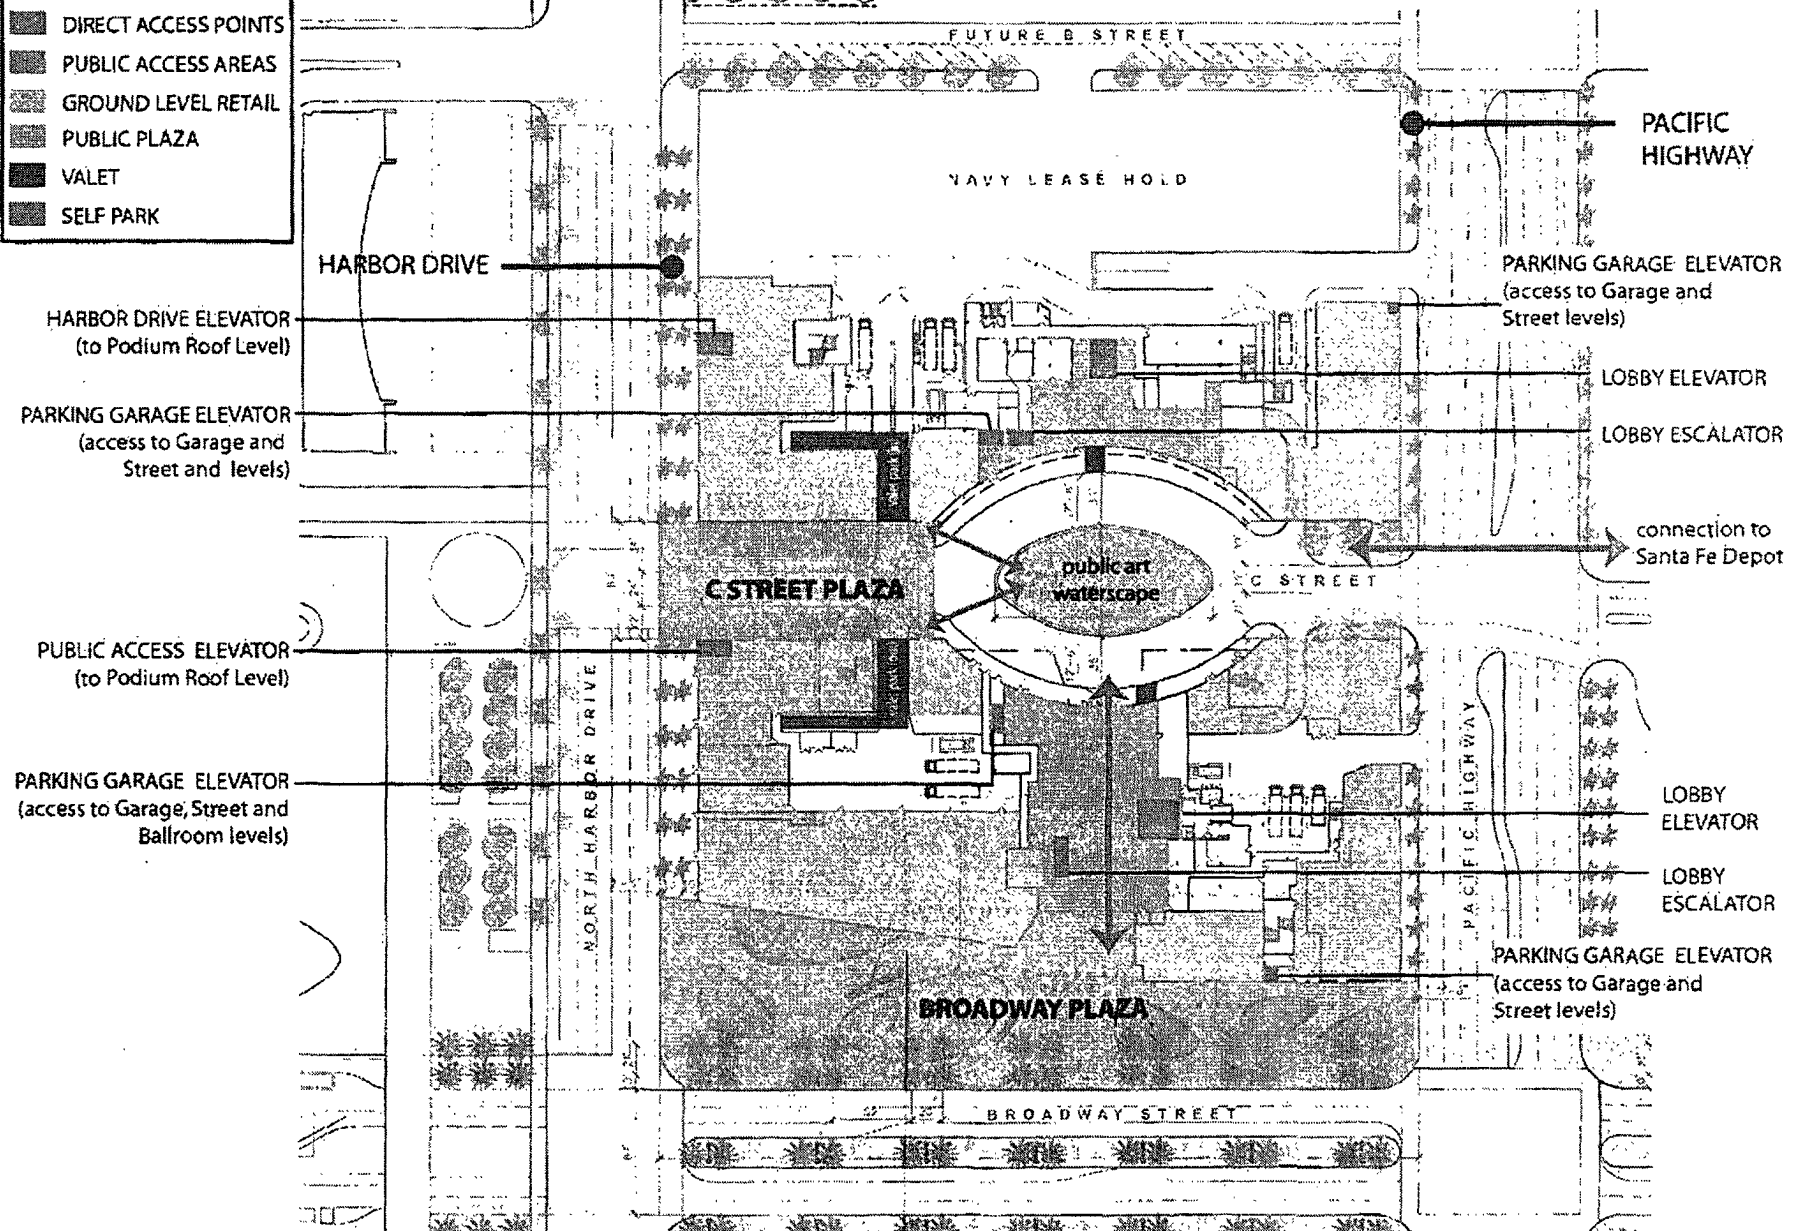 DIRECT ACCESS POINTS
PUBLIC ACCESS AREAS
GROUND LEVEL RETAIL
PUBLIC PLAZA
VALET
SELF PARK
FUTURE B STREET
PACIFIC
HIGHWAY
NAVY LEASE HOLD
HARBOR DRIVE
PARKING GARAGE ELEVATOR
(access to Garage and
Street levels)
HARBOR DRIVE ELEVATOR
(to Podium Roof Level)
LOBBY ELEVATOR
PARKING GARAGE ELEVATOR
(access to Garage and
Street and levels)
LOBBY ESCALATOR
connection to
Santa Fe Depot
public art
waterscape
C STREET PLAZA
C STREET
PUBLIC ACCESS ELEVATOR
(to Podium Roof Level)
NORTH HARBOR DRIVE
PACIFIC HIGHWAY
PARKING GARAGE ELEVATOR
(access to Garage, Street and
Ballroom levels)
LOBBY
ELEVATOR
LOBBY
ESCALATOR
PARKING GARAGE ELEVATOR
(access to Garage and
Street levels)
BROADWAY PLAZA
BROADWAY STREET